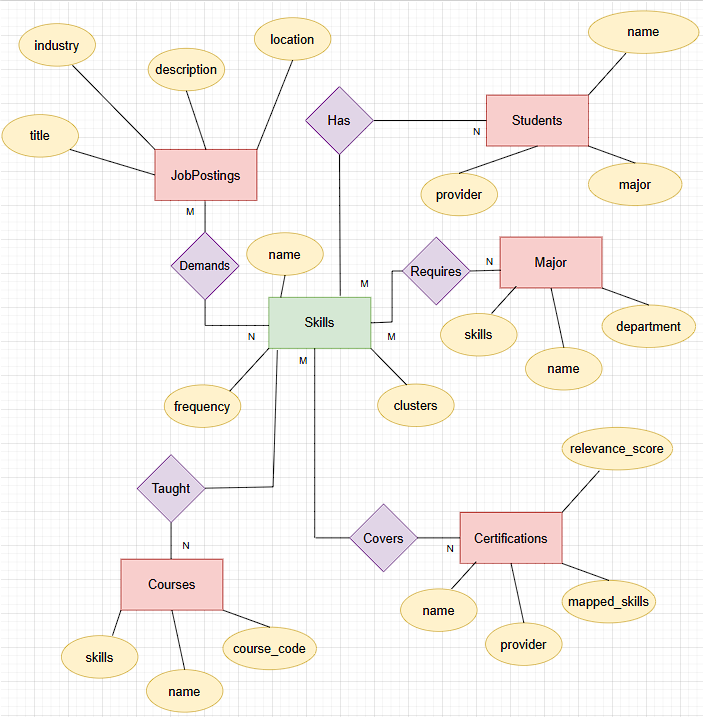 name
location
industry
description
Has
Students
N
title
JobPostings
provider
major
M
name
Demands
Requires
N
Major
M
Skills
department
N
M
skills
M
name
frequency
clusters
relevance_score
Taught
Covers
Certifications
N
N
Courses
name
mapped_skills
provider
skills
course_code
name